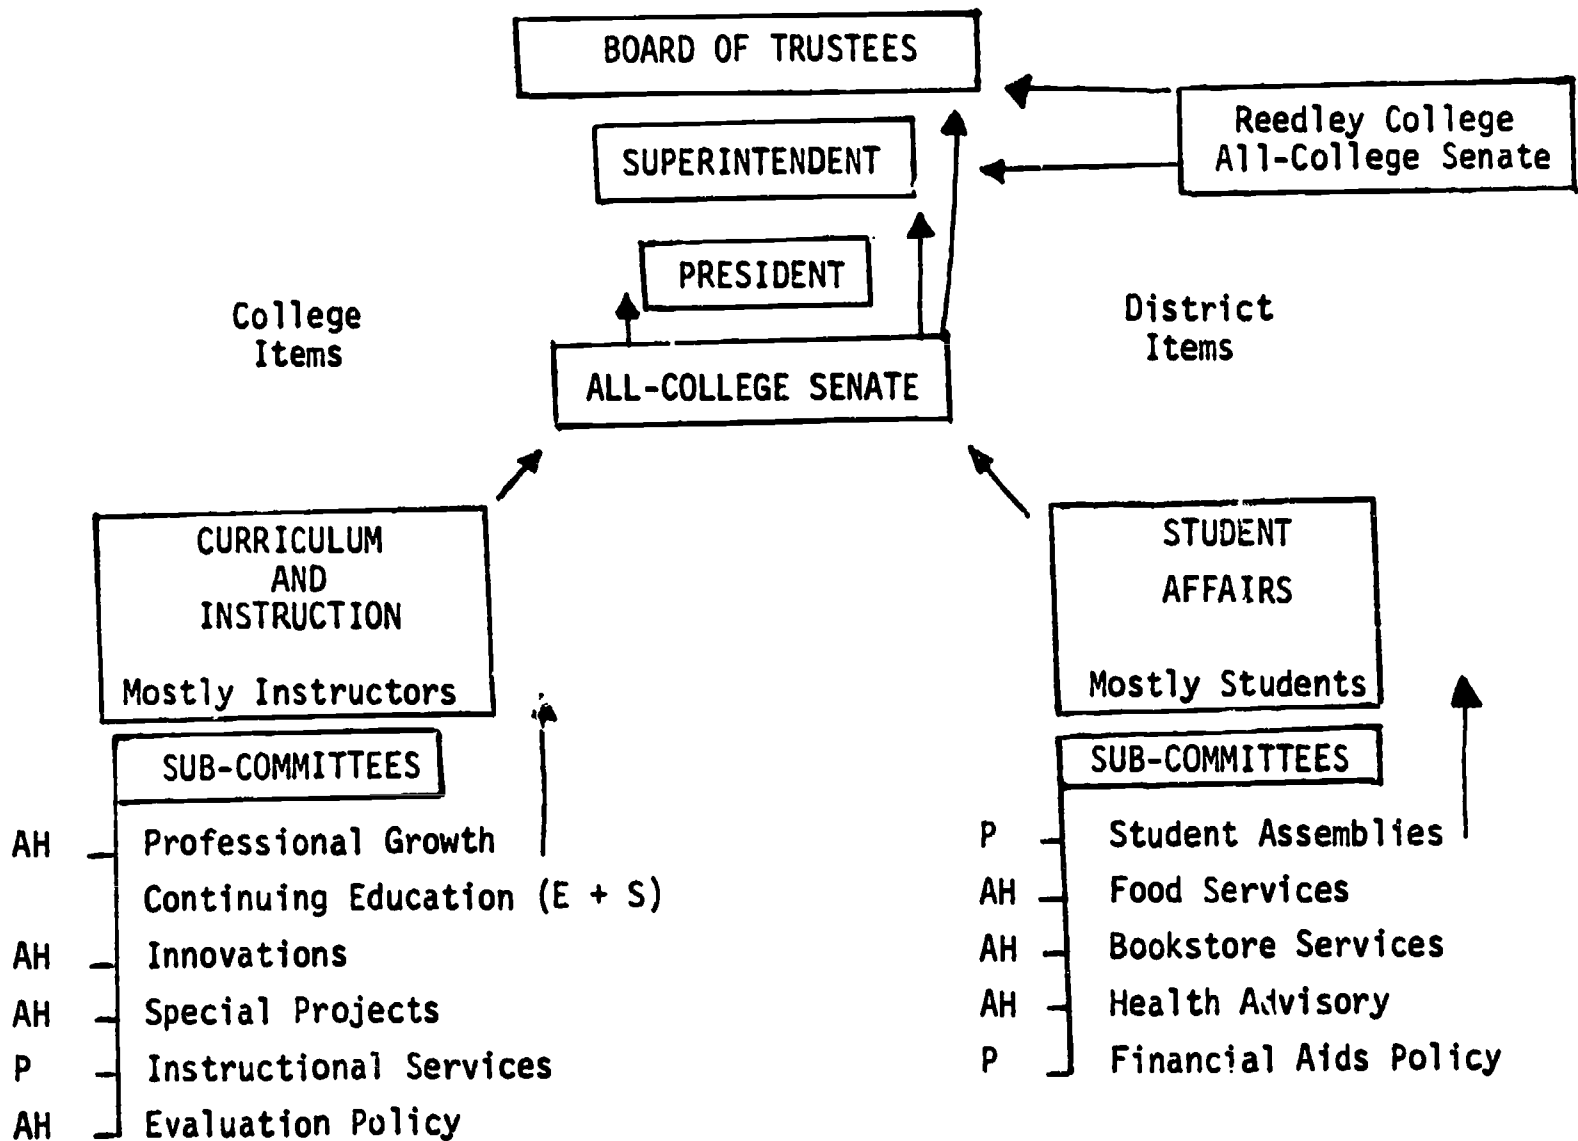 BOARD OF TRUSTEES
Reedley College
All-College Senate
SUPERINTENDENT
PRESIDENT
College
Items
District
Items
ALL-COLLEGE SENATE
CURRICULUM
AND
INSTRUCTION
Mostly Instructors
SUB-COMMITTEES
AH Professional Growth
Continuing Education (E + S)
AH Innovations
AH Special Projects
P Instructional Services
AH Evaluation Policy
STUDENT
AFFAIRS
Mostly Students
SUB-COMMITTEES
P Student Assemblies
AH Food Services
AH Bookstore Services
AH Health Advisory
P Financial Aids Policy